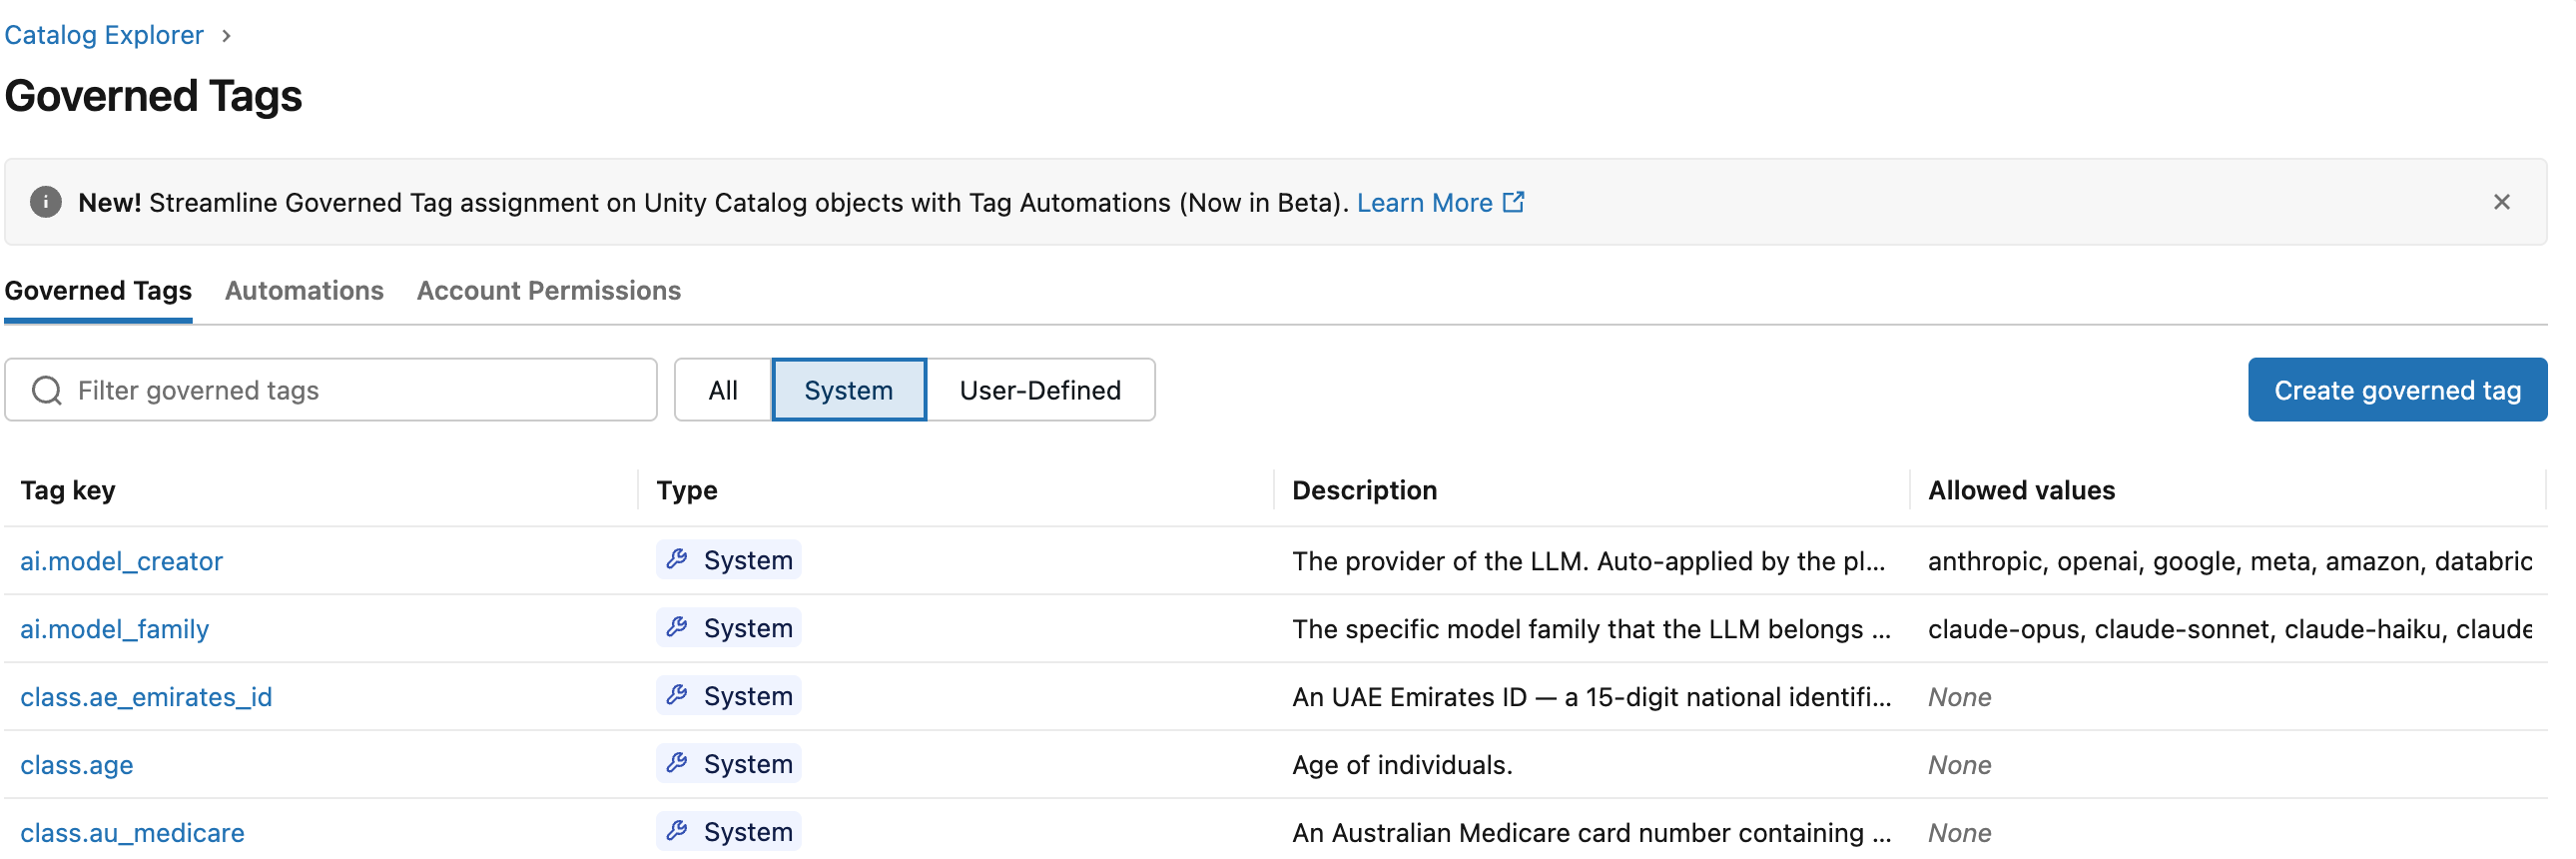 Catalog Explorer
Governed Tags
New! Streamline Governed Tag assignment on Unity Catalog objects with Tag Automations (Now in Beta). Learn More
Governed Tags Automations Account Permissions
Filter governed tags All System User-Defined Create governed tag
Tag key Type Description Allowed values
ai.model_creator System The provider of the LLM. Auto-applied by the pl... anthropic, openai, google, meta, amazon, databric
ai.model_family System The specific model family that the LLM belongs ... claude-opus, claude-sonnet, claude-haiku, claude
class.ae_emirates_id System An UAE Emirates ID — a 15-digit national identifi... None
class.age System Age of individuals. None
class.au_medicare System An Australian Medicare card number containing ... None